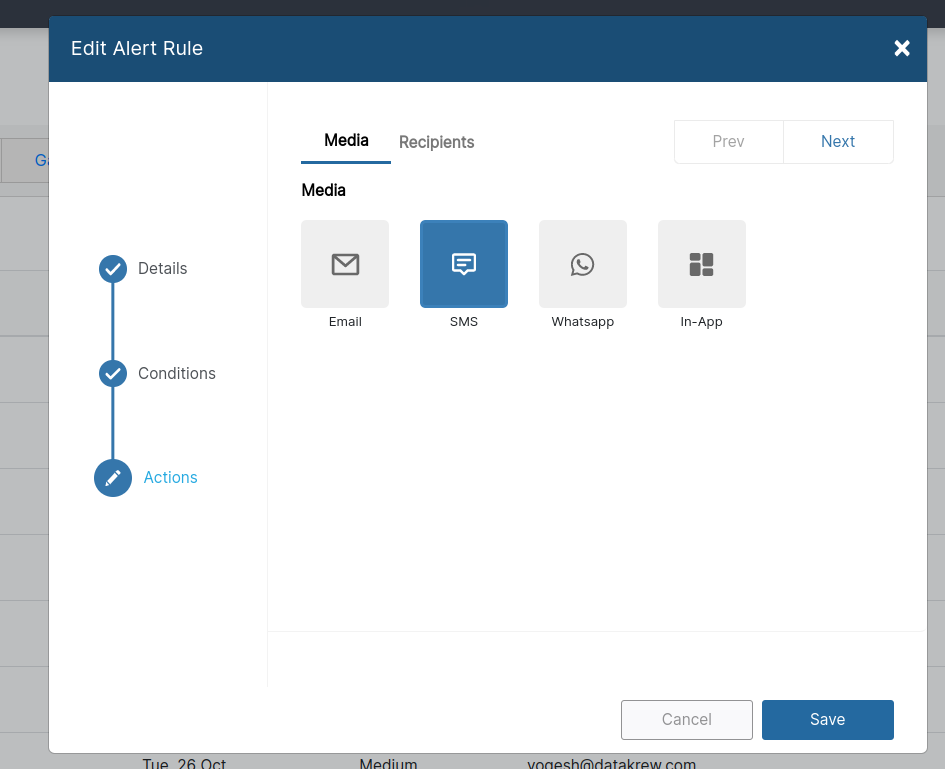 Edit Alert Rule
Media
Recipients
Prev
Next
Media
Details
Conditions
Actions
Email
SMS
Whatsapp
In-App
Cancel
Save
Tue, 26 Oct
Medium
yogesh@datakrew.com